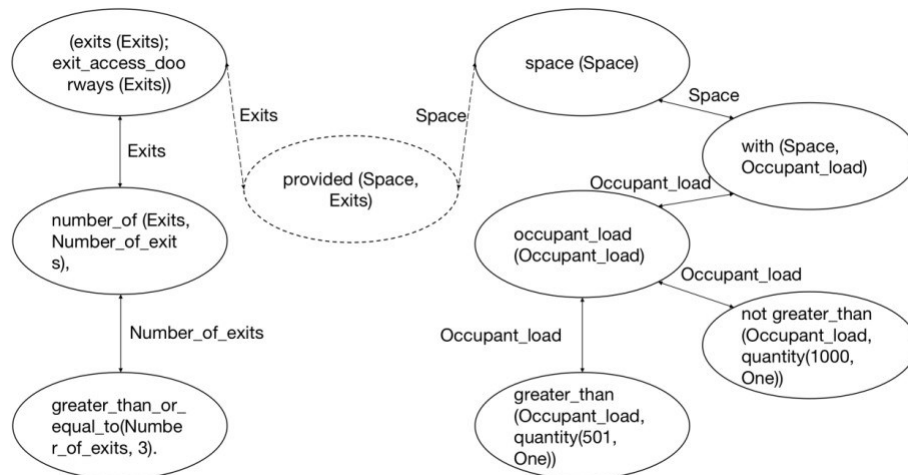 (exits (Exits);
exit_access_doo
rways (Exits))
space (Space)
Exits
Space
Space
Exits
with (Space,
Occupant_load)
provided (Space,
Exits)
Occupant_load
number_of (Exits,
Number_of_exit
s),
occupant_load
(Occupant_load)
Occupant_load
Number_of_exits
Occupant_load
not greater_than
(Occupant_load,
quantity(1000,
One))
greater_than_or_
equal_to(Numbe
r_of_exits, 3).
greater_than
(Occupant_load,
quantity(501,
One))